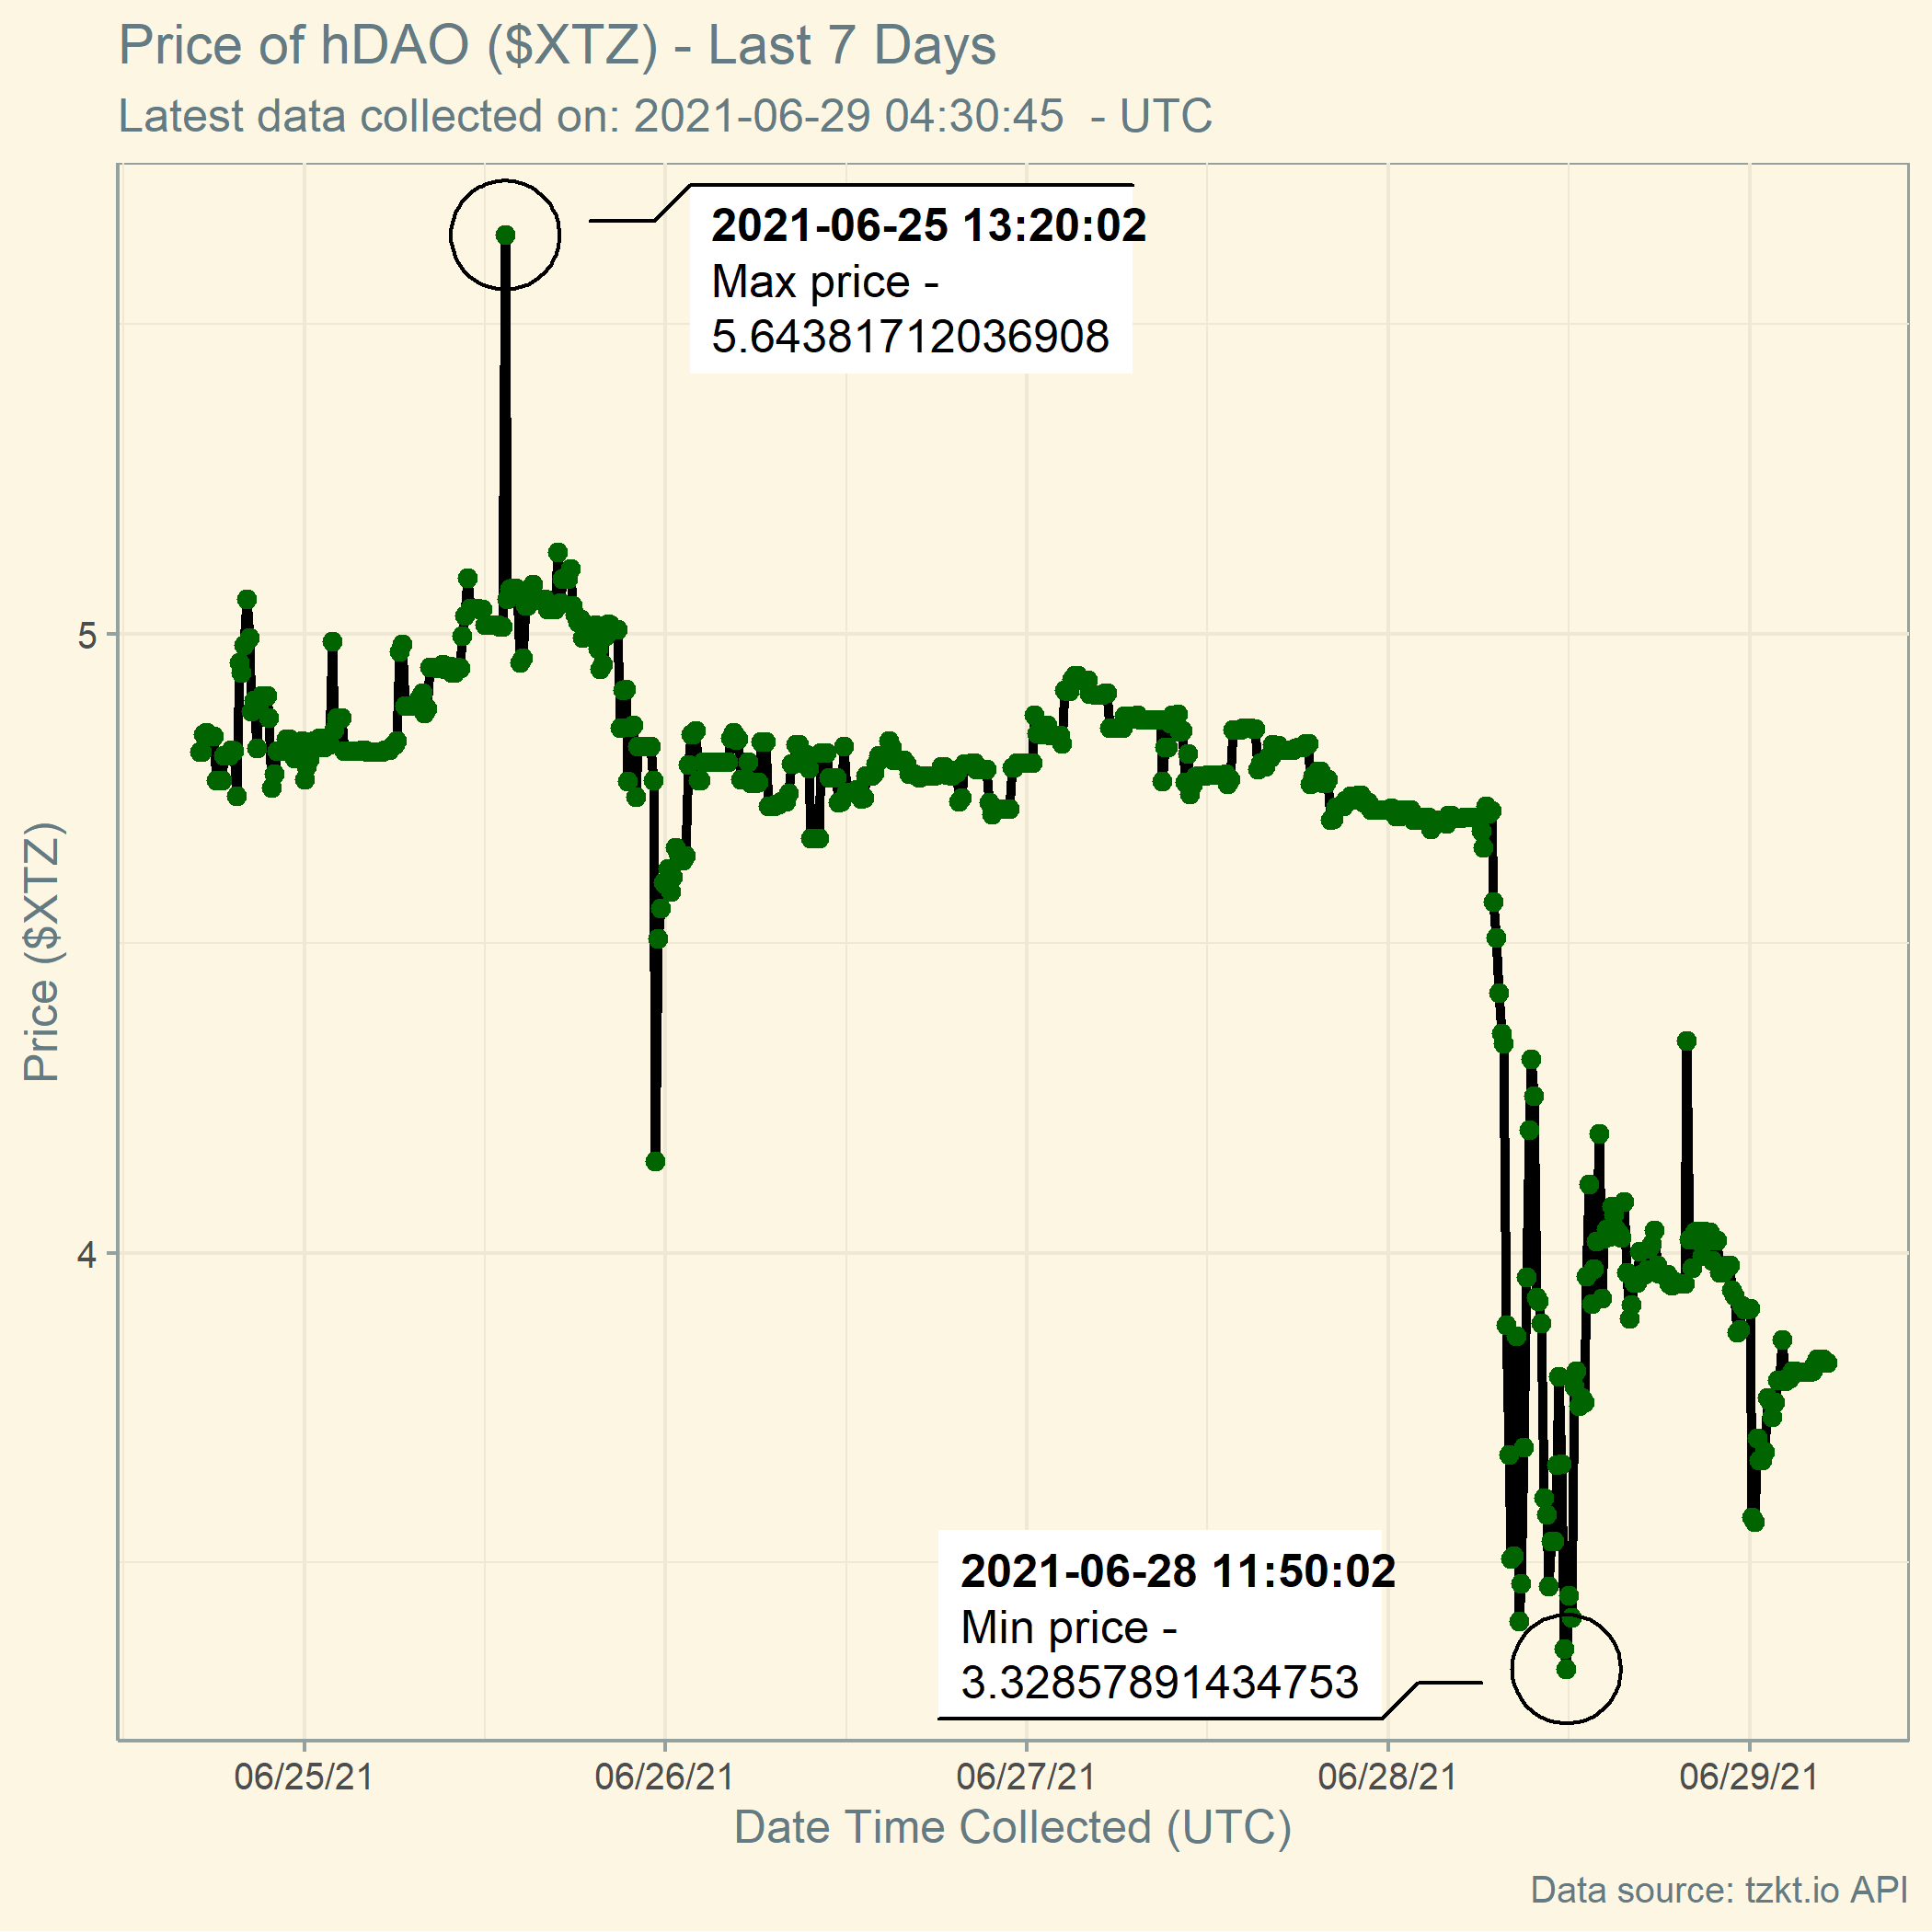 Price of hDAO ($XTZ) - Last 7 Days
Latest data collected on: 2021-06-29 04:30:45  - UTC
2021-06-25 13:20:02
Max price -
5.64381712036908
5
Price ($XTZ)
4
2021-06-28 11:50:02
Min price -
3.32857891434753
06/25/21
06/26/21
06/27/21
06/28/21
06/29/21
Date Time Collected (UTC)
Data source: tzkt.io API